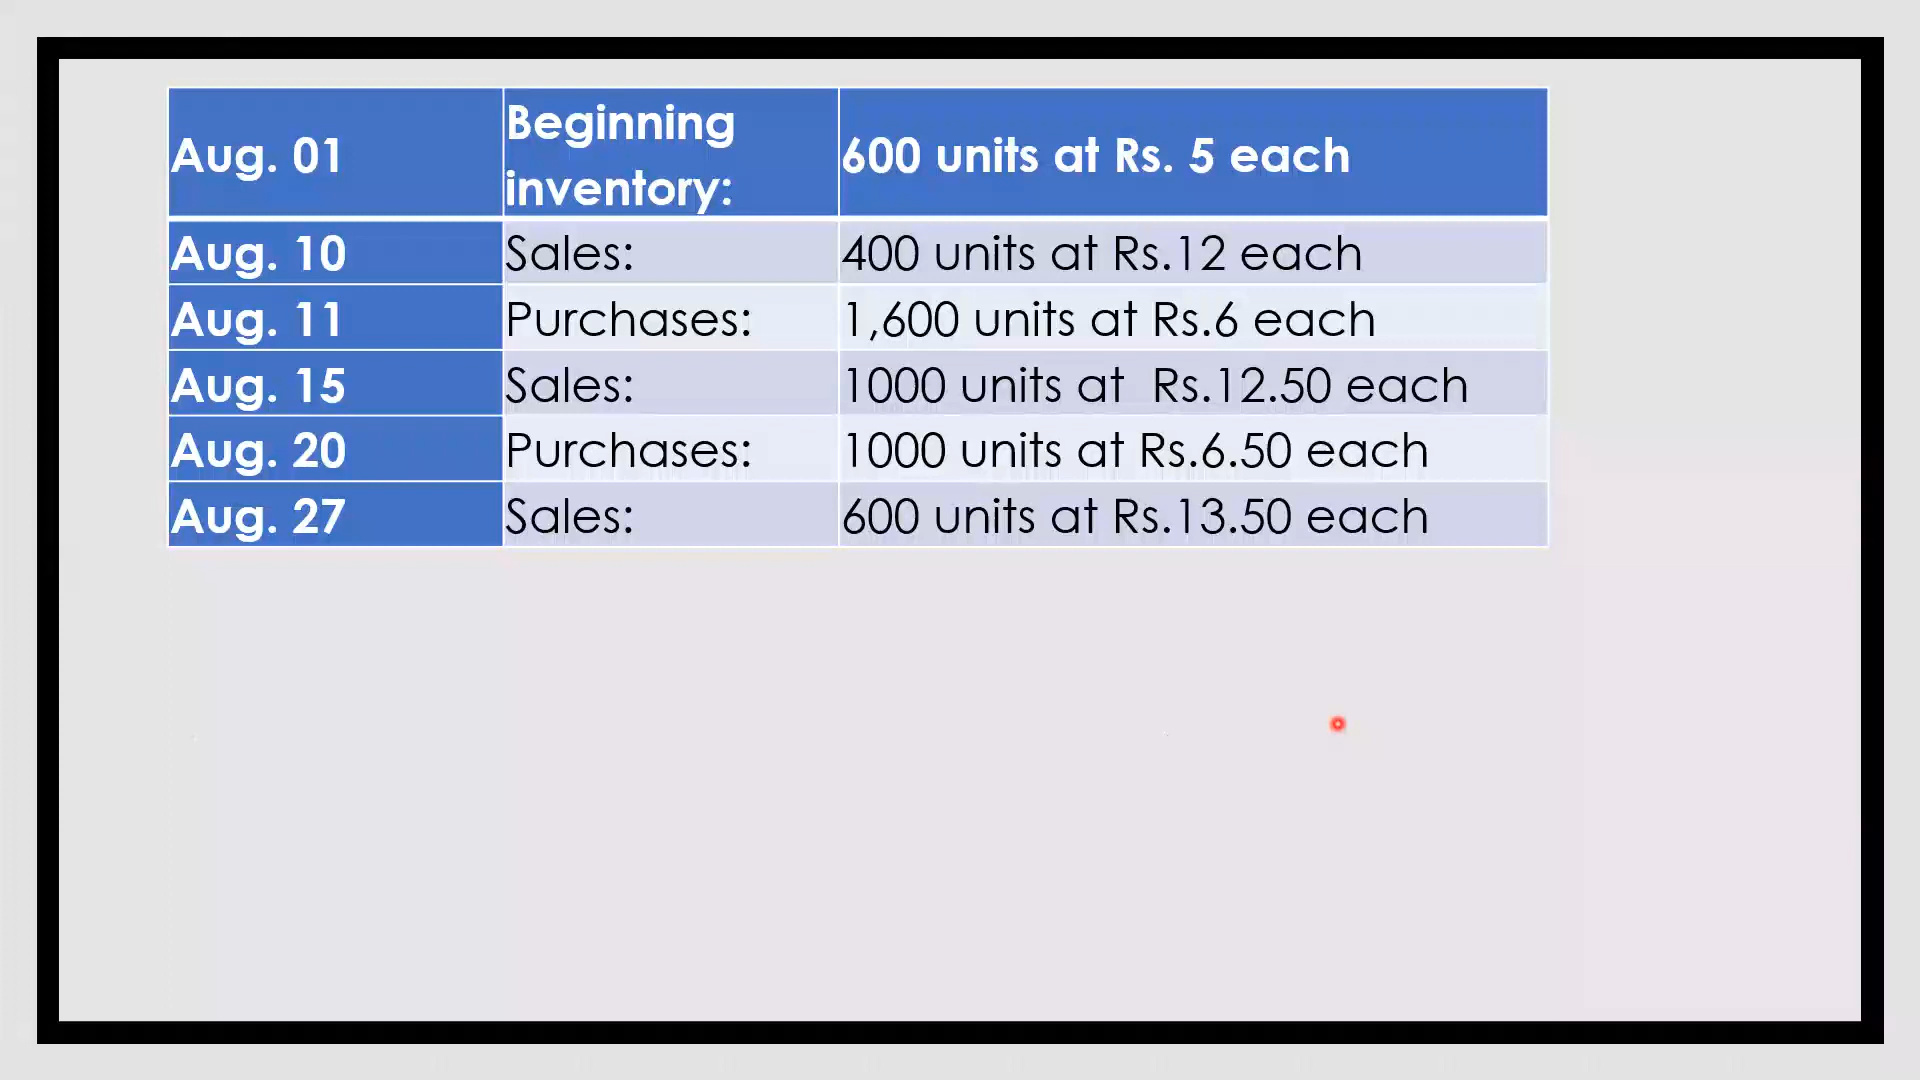 Aug. 01
Beginning
inventory:
600 units at Rs. 5 each
Aug. 10
Sales:
400 units at Rs.12 each
Aug. 11
Purchases:
1,600 units at Rs.6 each
Aug. 15
Sales:
1000 units at  Rs.12.50 each
Aug. 20
Purchases:
1000 units at Rs.6.50 each
Aug. 27
Sales:
600 units at Rs.13.50 each